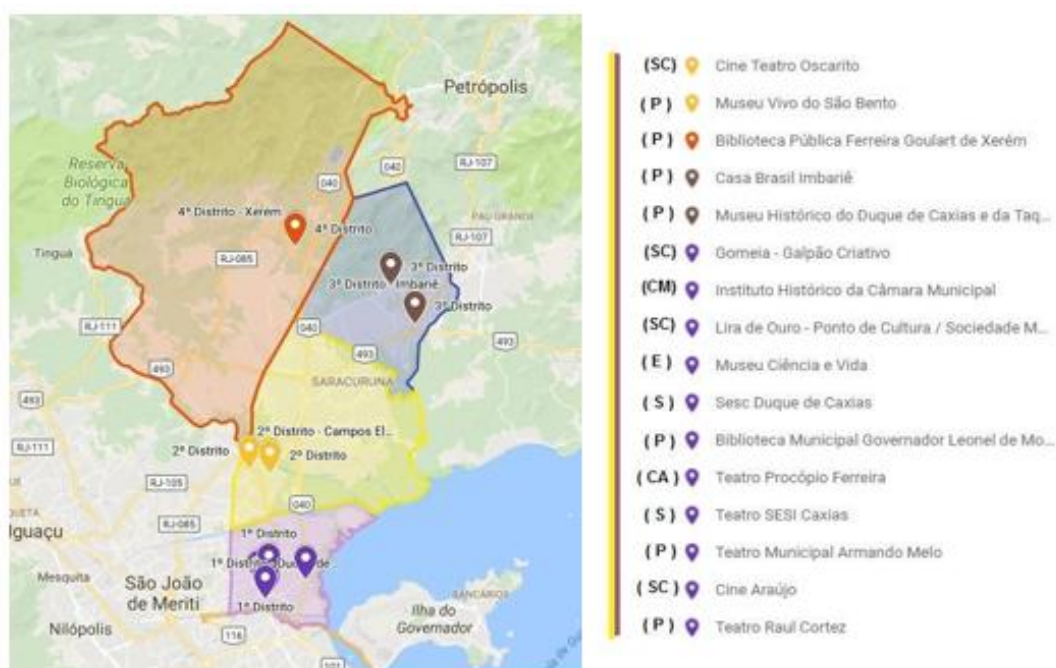 Petrópolis
Reserva
Biológica
do Tinguá
040
040
RJ-107
4º Distrito - Xerém
4º Distrito
PAU GRANDE
RJ-107
Tinguá
RJ-085
3º Distrito
3º Distrito - Imbariê
3º Distrito
RJ-111
040
493
493
493
SARACURUNA
493
RJ-111
2º Distrito - Campos El...
2º Distrito
2º Distrito
RJ-105
040
RJ-085
Iguaçu
1º Distrito
1º Distrito
Mesquita
São João
de Meriti
1º Distrito
BANCÁRIOS
Ilha do
Governador
Nilópolis
116
101
(SC) Cine Teatro Oscarito
(P) Museu Vivo do São Bento
(P) Biblioteca Pública Ferreira Goulart de Xerém
(P) Casa Brasil Imbariê
(P) Museu Histórico do Duque de Caxias e da Taq...
(SC) Gomeia - Galpão Criativo
(CM) Instituto Histórico da Câmara Municipal
(SC) Lira de Ouro - Ponto de Cultura / Sociedade M...
(E) Museu Ciência e Vida
(S) Sesc Duque de Caxias
(P) Biblioteca Municipal Governador Leonel de Mo...
(CA) Teatro Procópio Ferreira
(S) Teatro SESI Caxias
(P) Teatro Municipal Armando Melo
(SC) Cine Araújo
(P) Teatro Raul Cortez